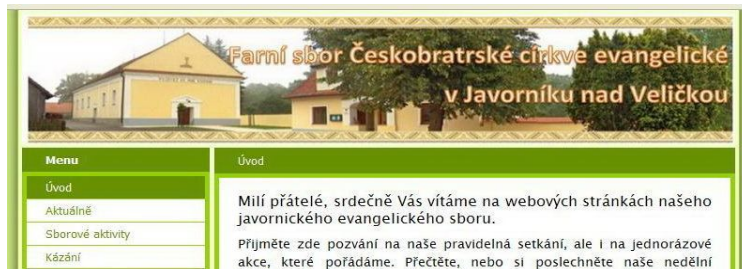 Farní sbor Českobratrské církve evangelické
v Javorníku nad Veličkou
Menu
Úvod
Úvod
Aktuálně
Sborové aktivity
Kázání
Milí přátelé, srdečně Vás vítáme na webových stránkách našeho
javornického evangelického sboru.
Přijměte zde pozvání na naše pravidelná setkání, ale i na jednorázové
akce, které pořádáme. Přečtěte, nebo si poslechněte naše nedělní